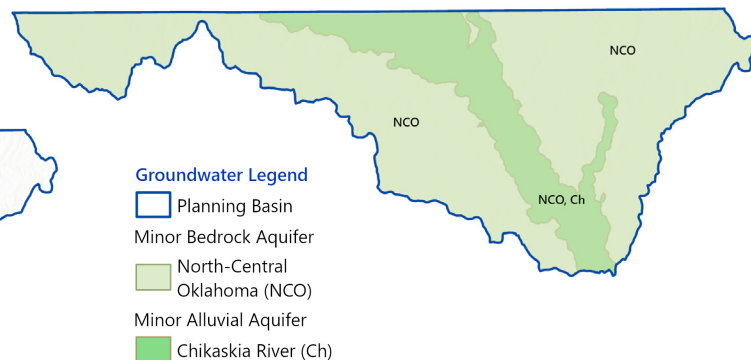 NCO
NCO
NCO, Ch
Groundwater Legend
Planning Basin
Minor Bedrock Aquifer
North-Central
Oklahoma (NCO)
Minor Alluvial Aquifer
Chikaskia River (Ch)